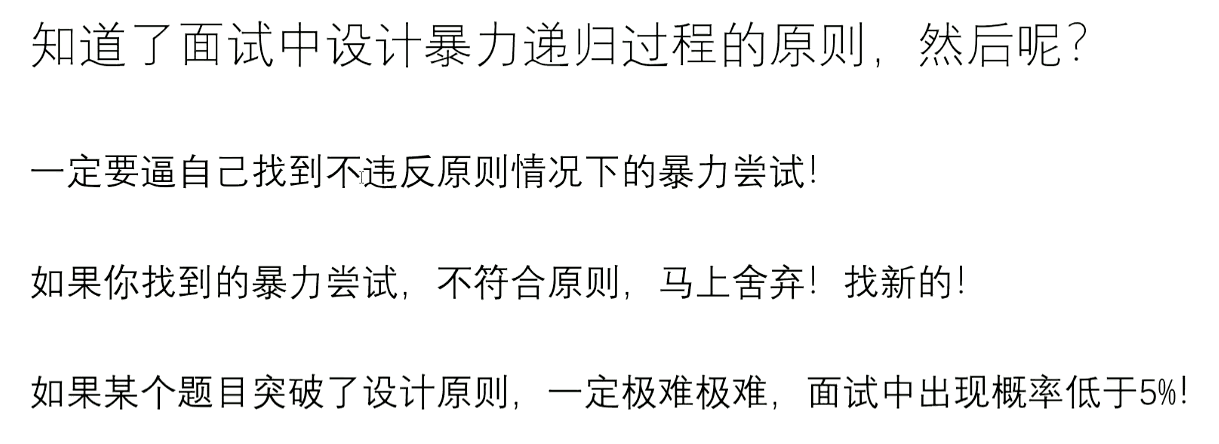 知道了面试中设计暴力递归过程的原则，然后呢？
一定要逼自己找到不违反原则情况下的暴力尝试！
如果你找到的暴力尝试，不符合原则，马上舍弃！找新的！
如果某个题目突破了设计原则，一定极难极难，面试中出现概率低于5%！